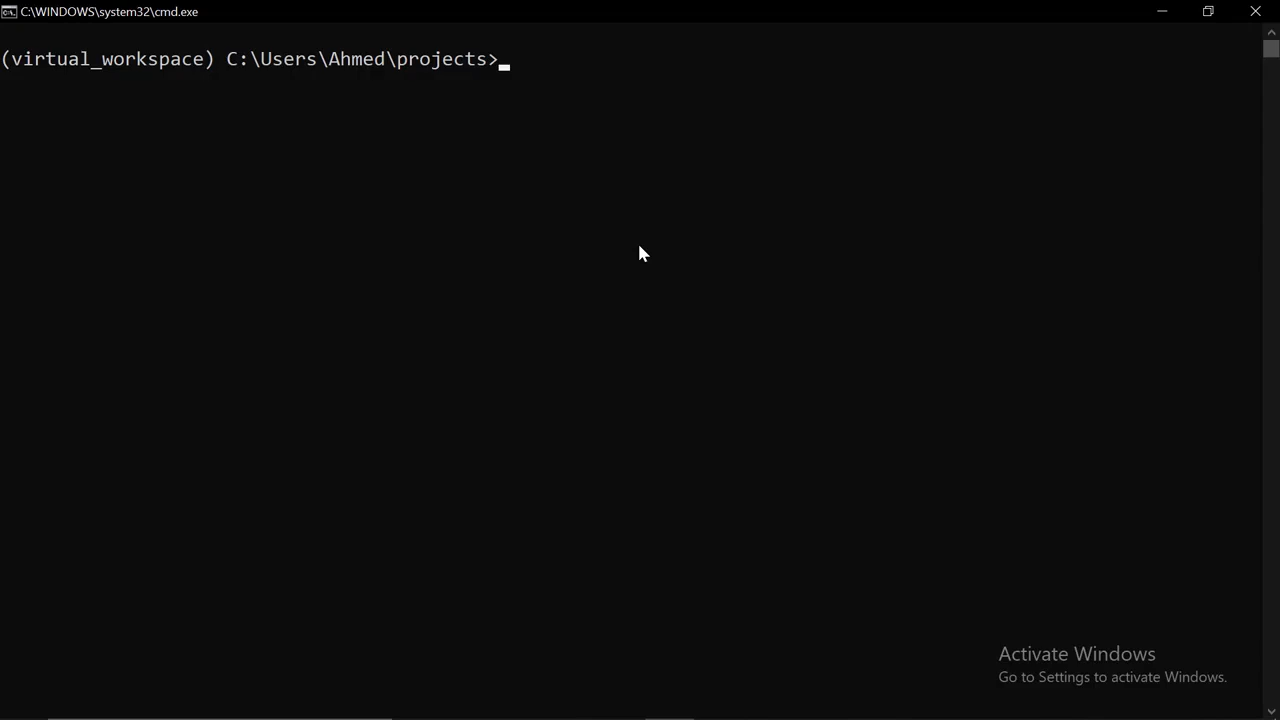 C:\WINDOWS\system32\cmd.exe
(virtual_workspace) C:\Users\Ahmed\projects>
Activate Windows
Go to Settings to activate Windows.